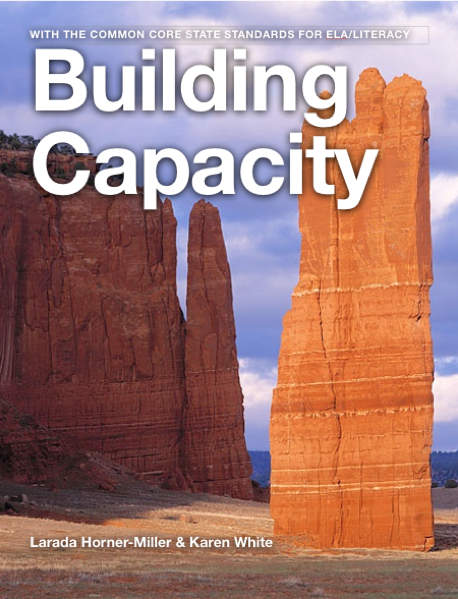 WITH THE COMMON CORE STATE STANDARDS FOR ELA/LITERACY
Building
Capacity
Larada Horner-Miller & Karen White